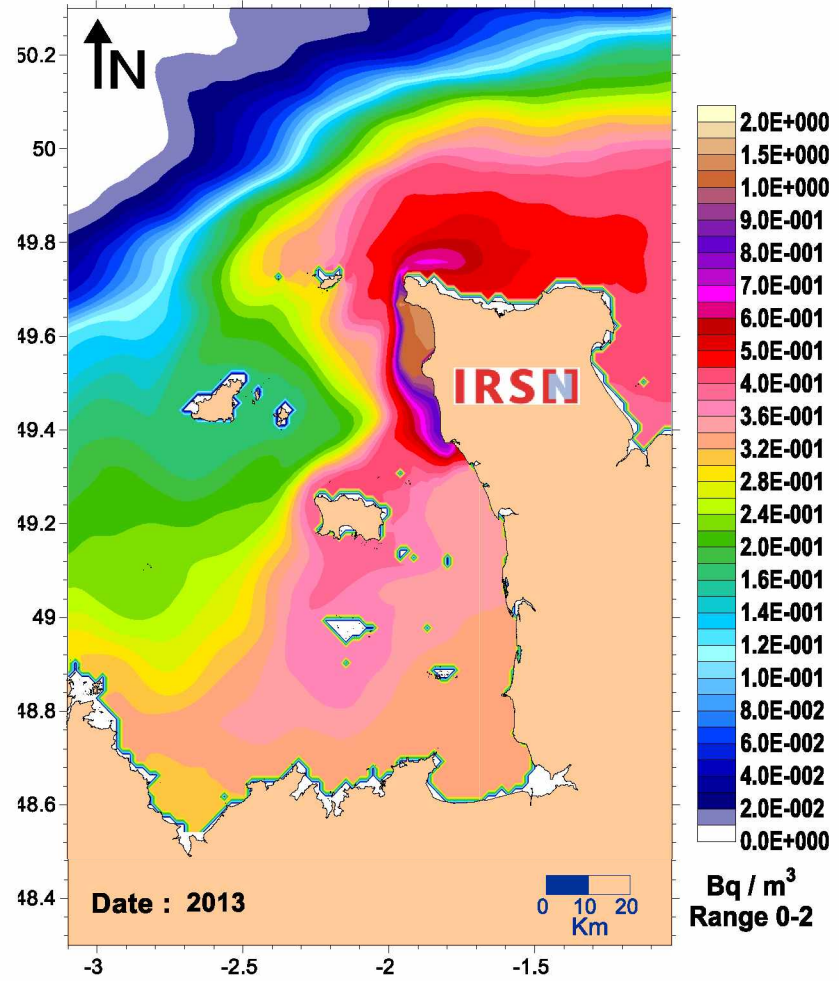 N
50.2
50
49.8
49.6
49.4
49.2
49
48.8
48.6
48.4
-3
-2.5
-2
-1.5
IRSN
Date : 2013
0 10 20
Km
2.0E+000
1.5E+000
1.0E+000
9.0E-001
8.0E-001
7.0E-001
6.0E-001
5.0E-001
4.0E-001
3.6E-001
3.2E-001
2.8E-001
2.4E-001
2.0E-001
1.6E-001
1.4E-001
1.2E-001
1.0E-001
8.0E-002
6.0E-002
4.0E-002
2.0E-002
0.0E+000
Bq / m³
Range 0-2